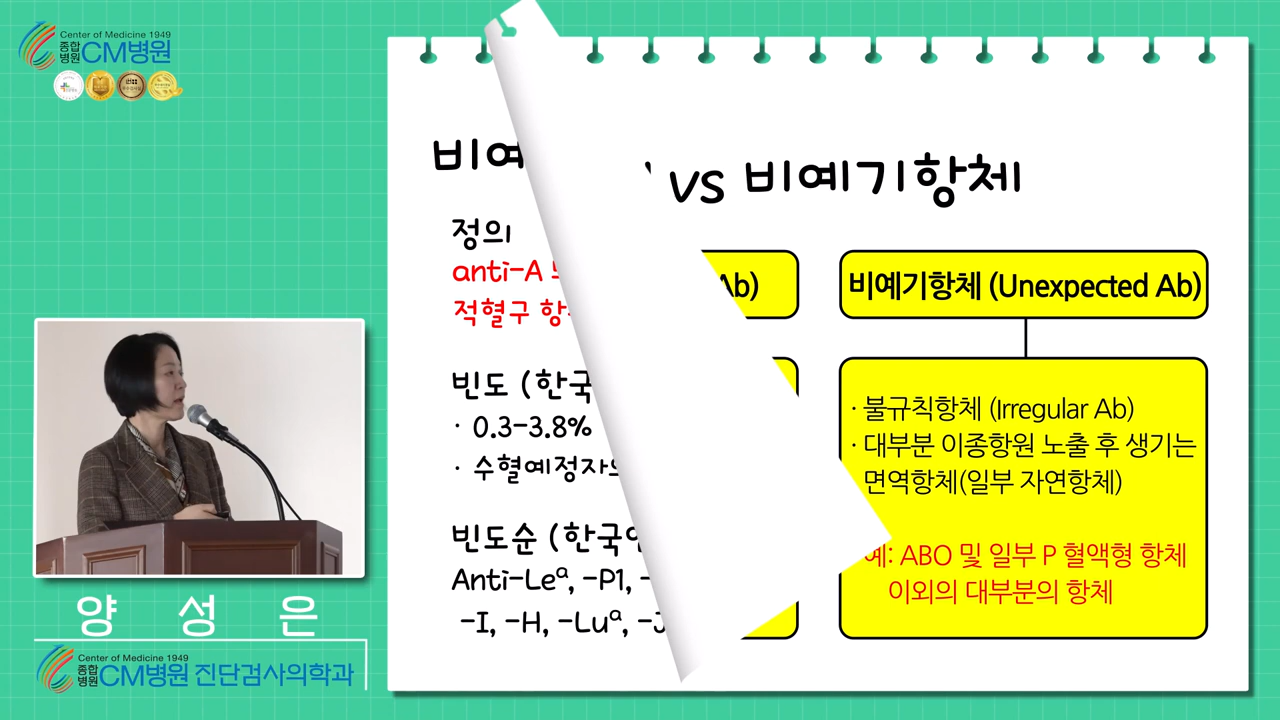 Center of Medicine 1949
종합병원 CM병원
비예
vs 비예기항체
정의
anti-A
적혈구 항
빈도 (한국
· 0.3-3.8%
· 수혈예정자
빈도순 (한국
Anti-Leᵃ, -P1, -
-I, -H, -Luᵃ, -J
Ab)
비예기항체 (Unexpected Ab)
· 불규칙항체 (Irregular Ab)
· 대부분 이종항원 노출 후 생기는
면역항체(일부 자연항체)
예: ABO 및 일부 P 혈액형 항체
이외의 대부분의 항체
양 성 은
Center of Medicine 1949
종합병원 CM병원 진단검사의학과